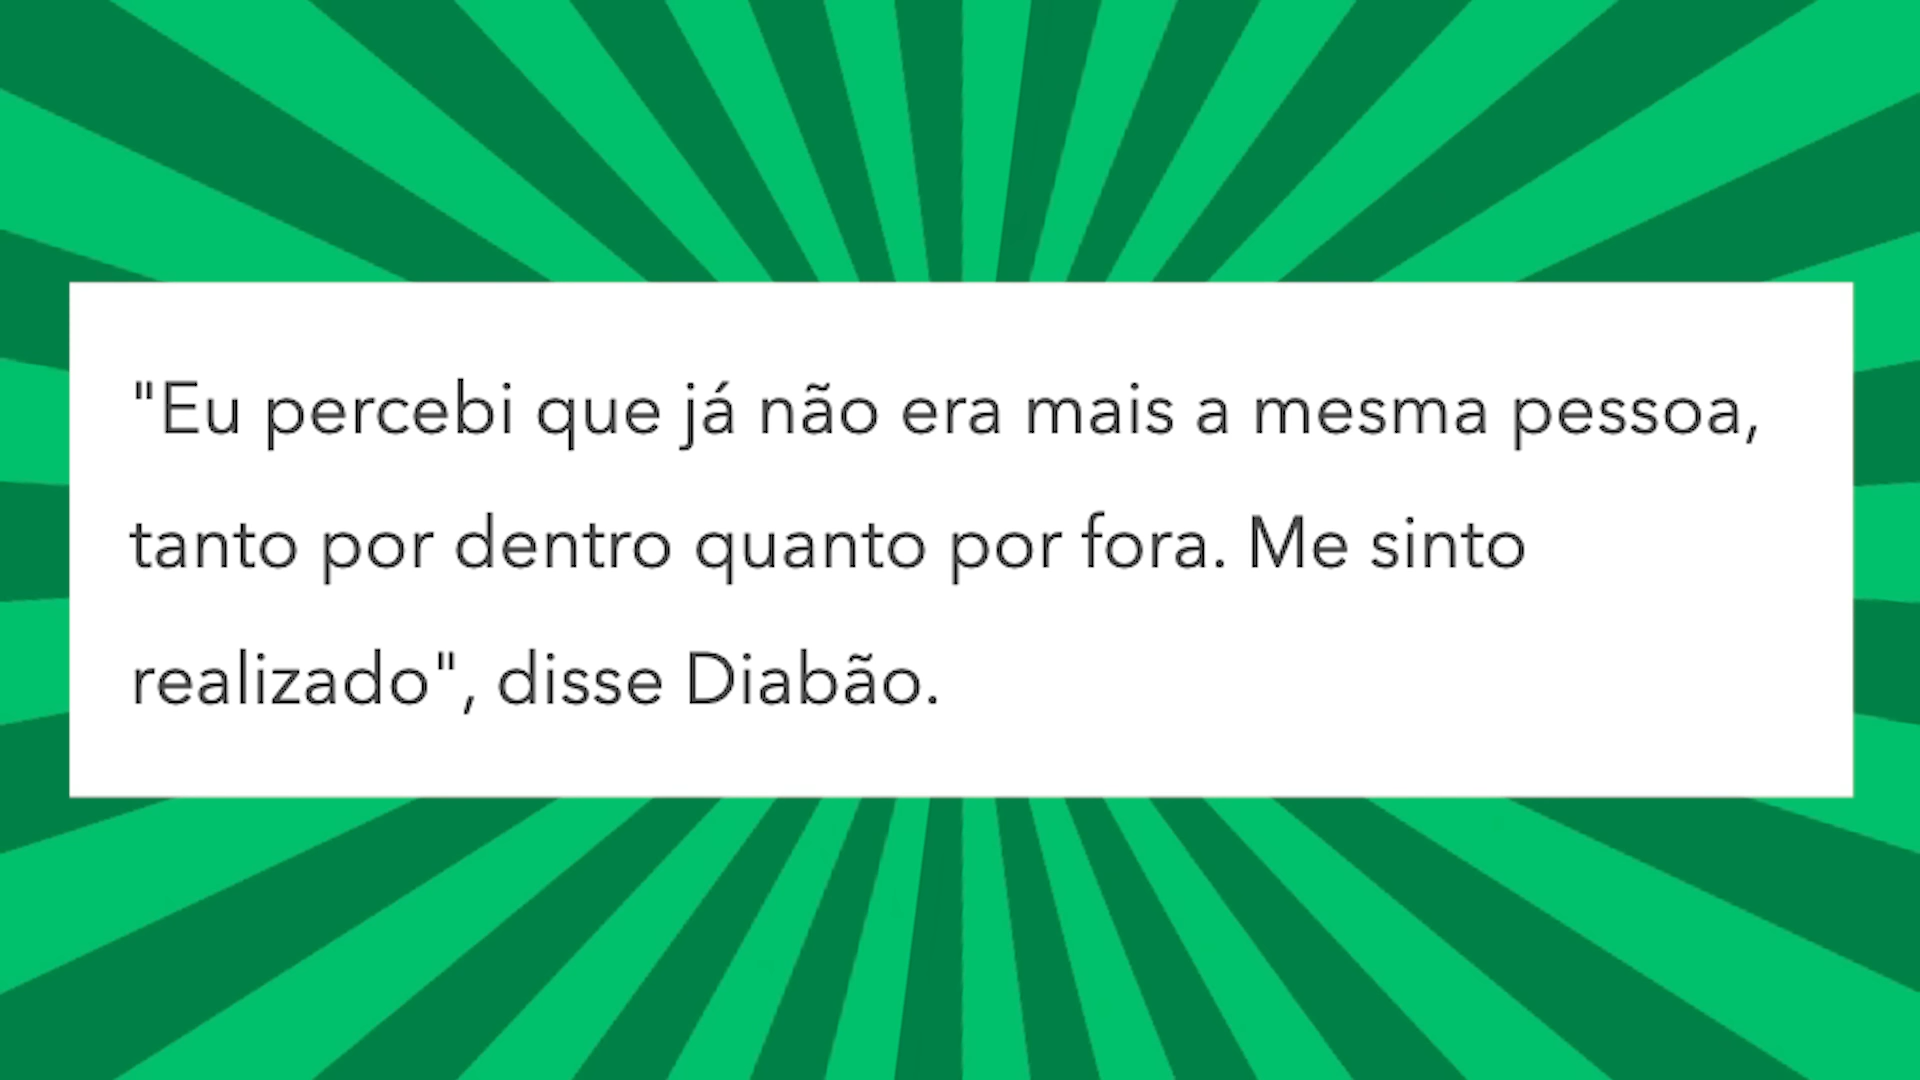 "Eu percebi que já não era mais a mesma pessoa,
tanto por dentro quanto por fora. Me sinto
realizado", disse Diabão.